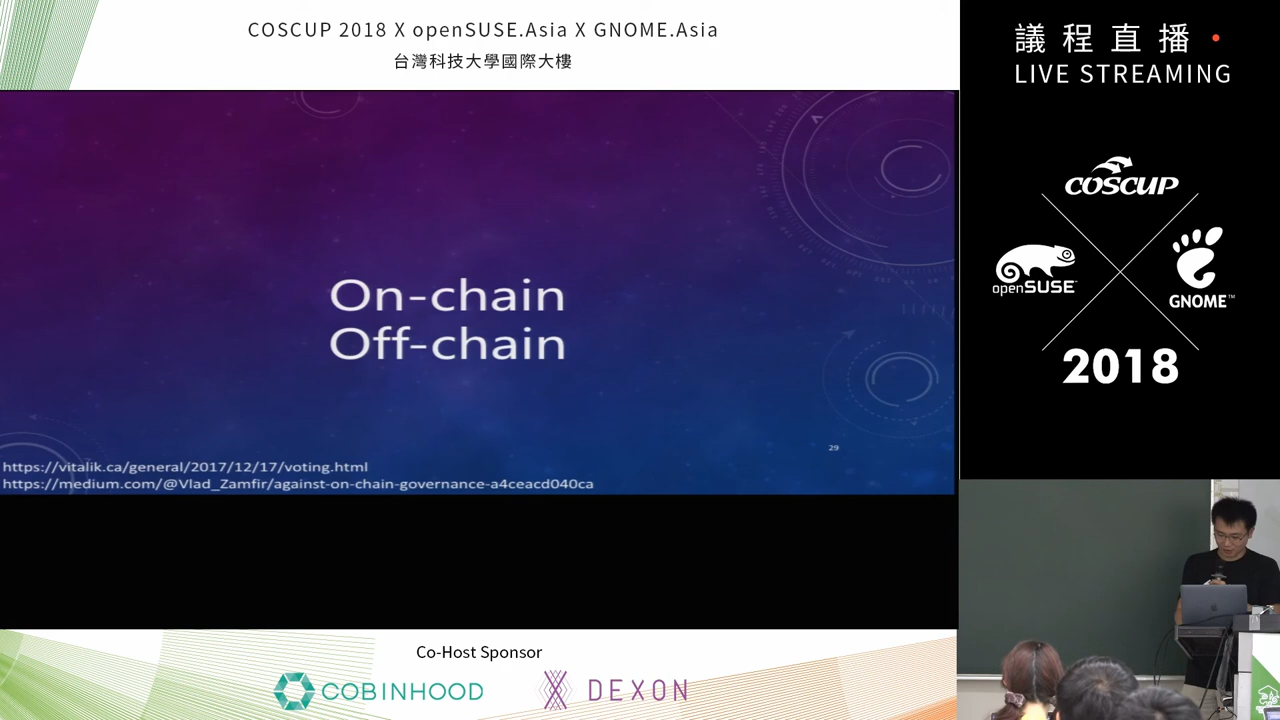 COSCUP 2018 X openSUSE.Asia X GNOME.Asia
台灣科技大學國際大樓
On-chain
Off-chain
29
https://vitalik.ca/general/2017/12/17/voting.html
https://medium.com/@Vlad_Zamfir/against-on-chain-governance-a4ceacd040ca
Co-Host Sponsor
COBINHOOD
DEXON
議程直播
LIVE STREAMING
COSCUP
openSUSE
GNOME™
2018